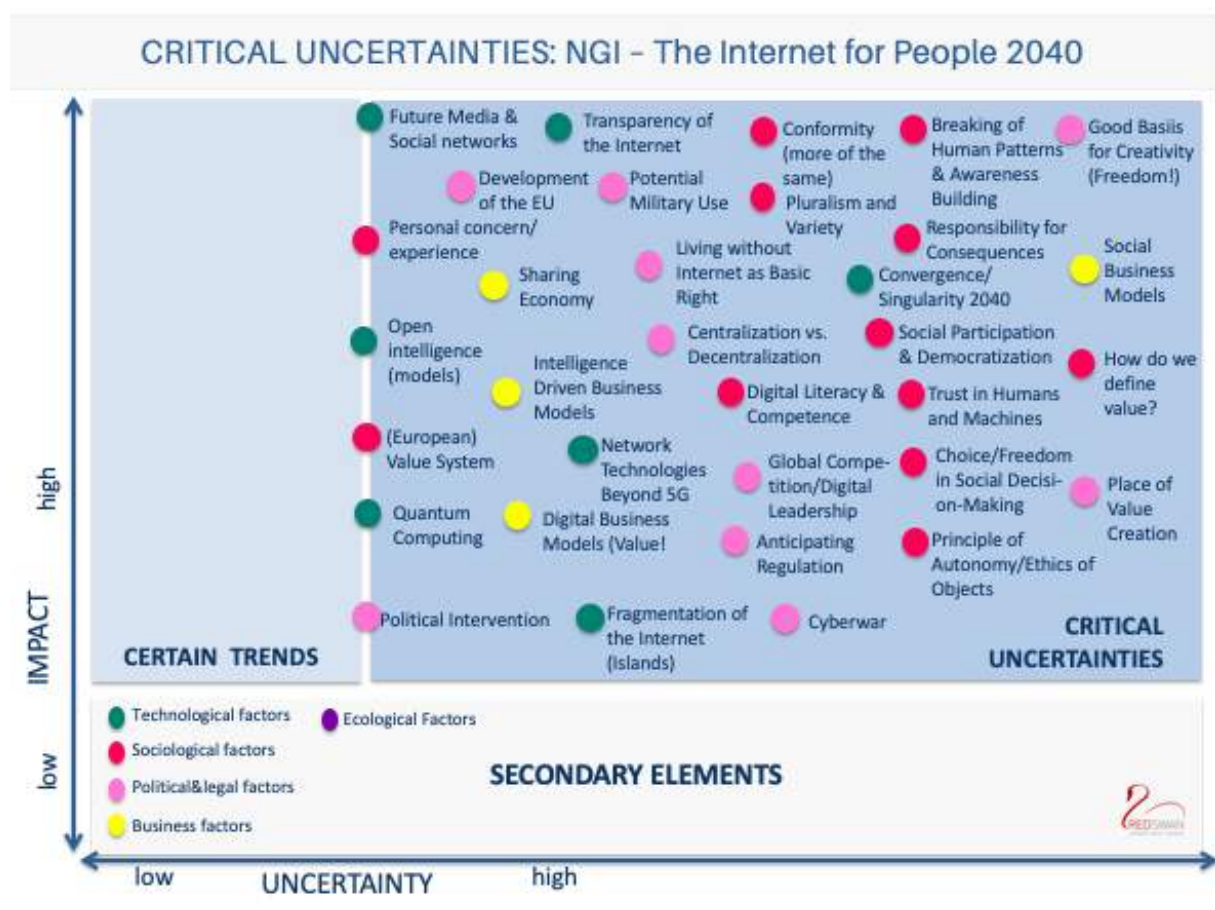 CRITICAL UNCERTAINTIES: NGI – The Internet for People 2040
Future Media &
Social networks
Transparency of
the Internet
Conformity
(more of the
same)
Breaking of
Human Patterns
& Awareness
Building
Good Basiis
for Creativity
(Freedom!)
Development
of the EU
Potential
Military Use
Pluralism and
Variety
Personal concern/
experience
Sharing
Economy
Living without
Internet as Basic
Right
Responsibility for
Consequences
Convergence/
Singularity 2040
Social
Business
Models
Open
intelligence
(models)
Intelligence
Driven Business
Models
Centralization vs.
Decentralization
Social Participation
& Democratization
How do we
define
value?
Digital Literacy &
Competence
Trust in Humans
and Machines
(European)
Value System
Network
Technologies
Beyond 5G
Global Compe-
tition/Digital
Leadership
Choice/Freedom
in Social Decisi-
on-Making
Place of
Value
Creation
Quantum
Computing
Digital Business
Models (Value!
Anticipating
Regulation
Principle of
Autonomy/Ethics of
Objects
Political Intervention
Fragmentation of
the Internet
(Islands)
Cyberwar
CERTAIN TRENDS
CRITICAL
UNCERTAINTIES
high
IMPACT
low
Technological factors
Ecological Factors
Sociological factors
Political&legal factors
Business factors
SECONDARY ELEMENTS
REDSWAN
low
UNCERTAINTY
high